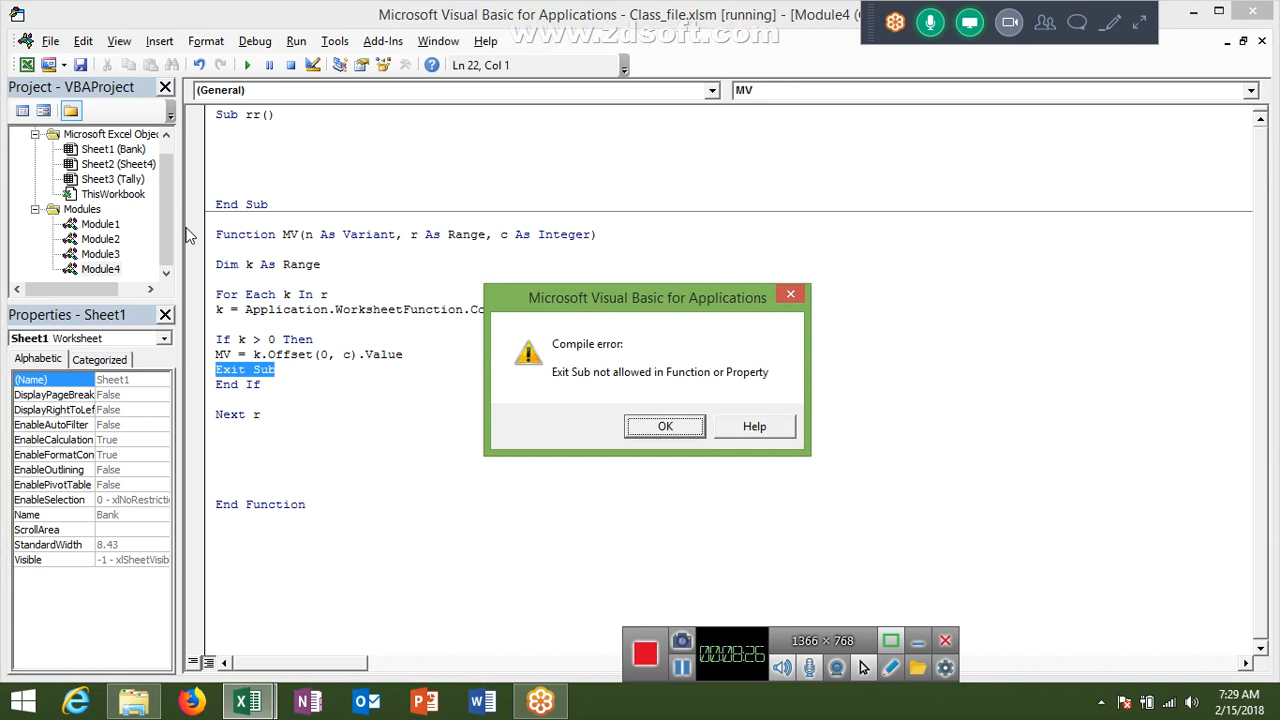 Microsoft Visual Basic for Applications - Class_file.xlsm [running] - [Module4 (
www.zdsoft.com
File Edit View Format Debug Run Tools Add-Ins Window Help
Ln 22, Col 1
Project - VBAProject
(General)
MV
Microsoft Excel Objec
Sheet1 (Bank)
Sheet2 (Sheet4)
Sheet3 (Tally)
ThisWorkbook
Modules
Module1
Module2
Module3
Module4
Properties - Sheet1
Sheet1 Worksheet
Alphabetic Categorized
(Name) Sheet1
DisplayPageBreak False
DisplayRightToLef False
EnableAutoFilter False
EnableCalculation True
EnableFormatCon True
EnableOutlining False
EnablePivotTable False
EnableSelection 0 - xlNoRestricti
Name Bank
ScrollArea
StandardWidth 8.43
Visible -1 - xlSheetVisib
Sub rr()
End Sub
Function MV(n As Variant, r As Range, c As Integer)
Dim k As Range
For Each k In r
k = Application.WorksheetFunction.Co
If k > 0 Then
MV = k.Offset(0, c).Value
Exit Sub
End If
Next r
End Function
Microsoft Visual Basic for Applications
Compile error:
Exit Sub not allowed in Function or Property
OK
Help
00:08:26
1366 × 768
7:29 AM
2/15/2018